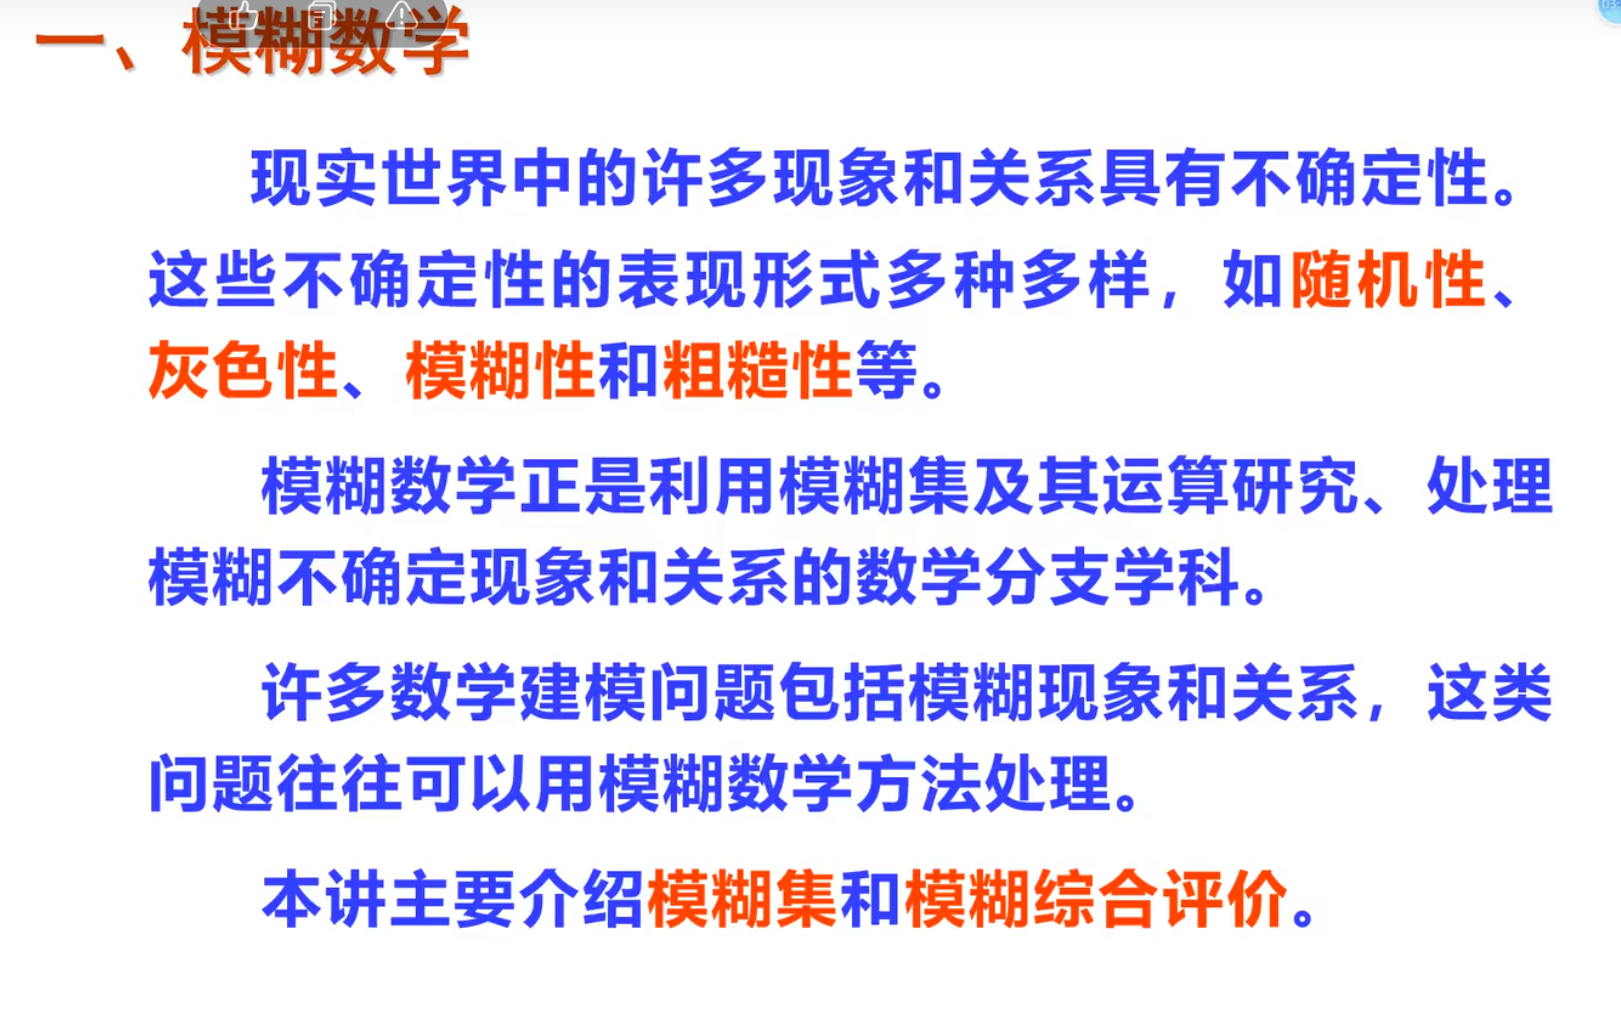 一、模糊数学
现实世界中的许多现象和关系具有不确定性。
这些不确定性的表现形式多种多样，如随机性、
灰色性、模糊性和粗糙性等。
模糊数学正是利用模糊集及其运算研究、处理
模糊不确定现象和关系的数学分支学科。
许多数学建模问题包括模糊现象和关系，这类
问题往往可以用模糊数学方法处理。
本讲主要介绍模糊集和模糊综合评价。